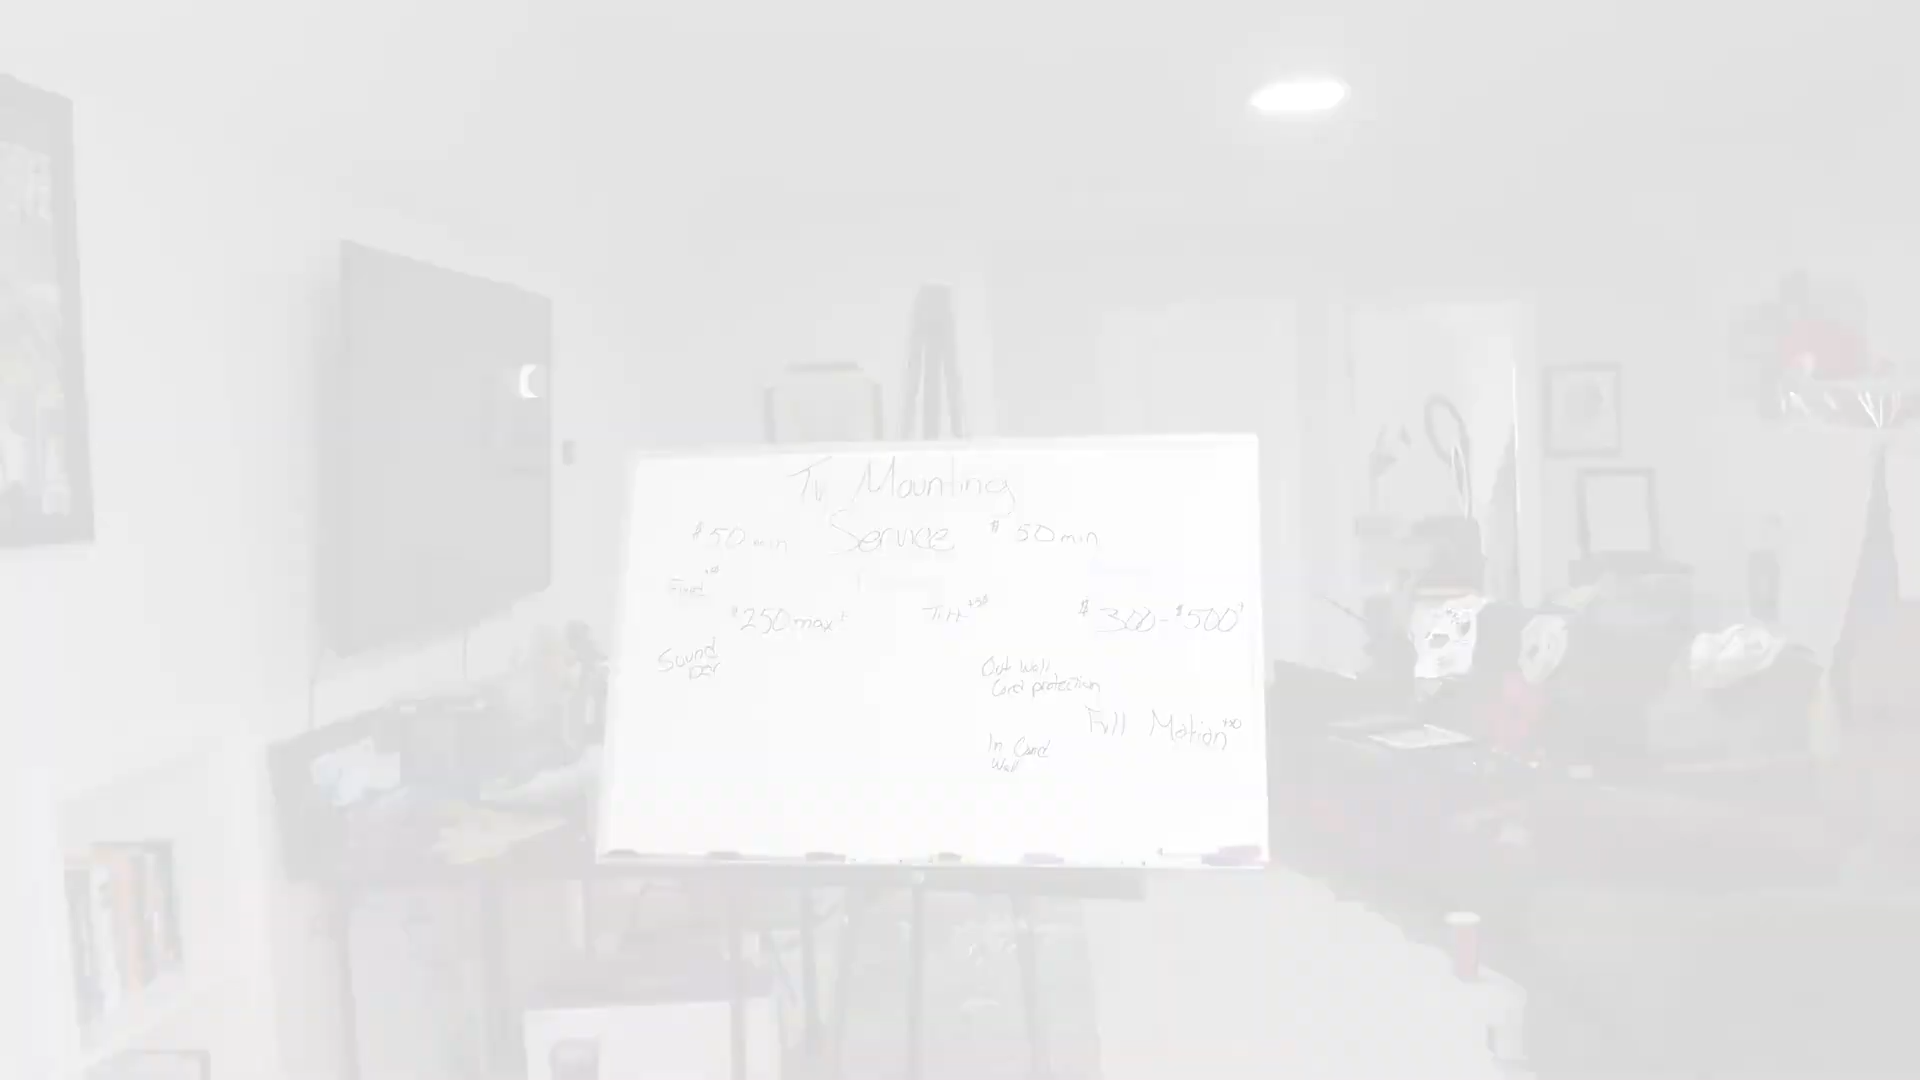 Tv Mounting
$50 min Service $50 min
Fixed
$250 max+ Tilt +50 $300-$500+
Sound
Bar
Out Wall
Cord protection
Full Motion
In Cord
Wall